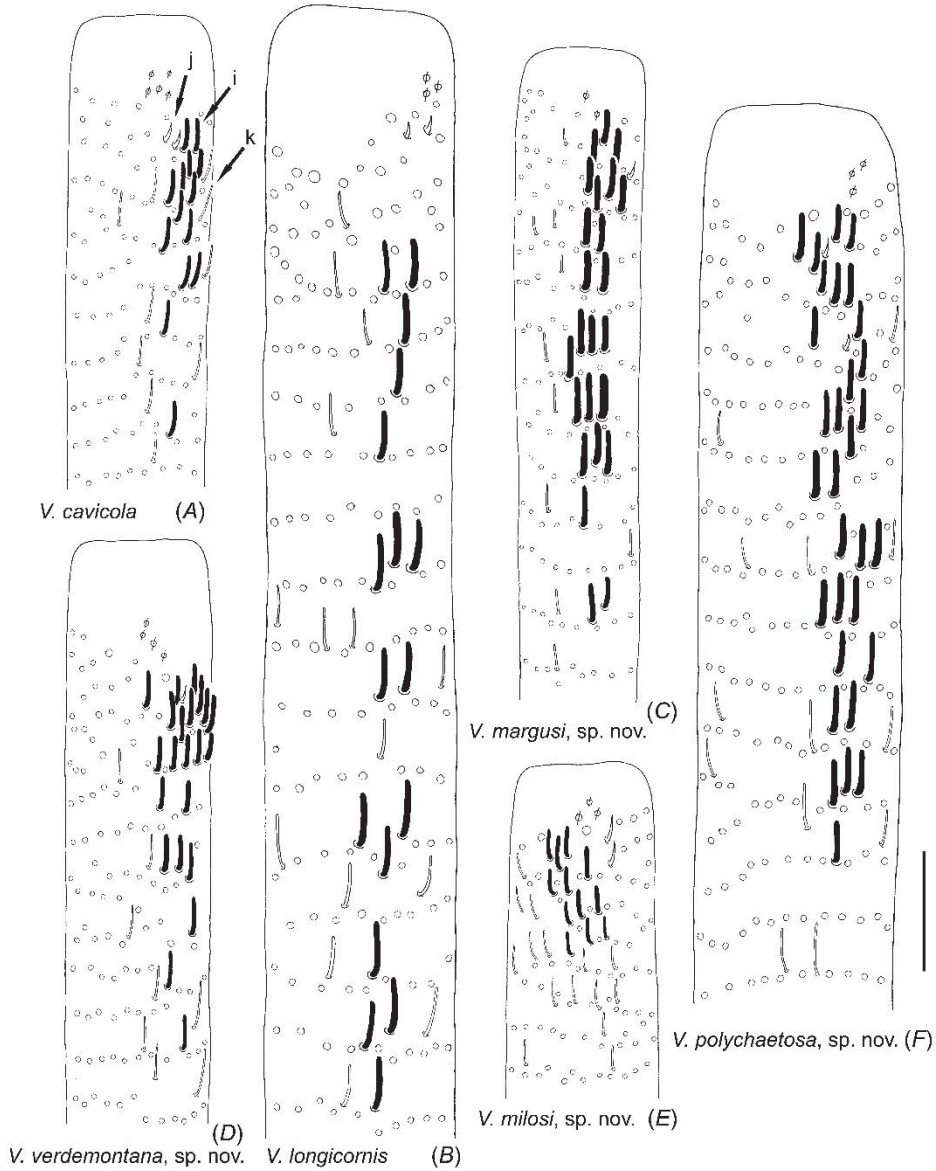 j
i
k
V. cavicola (A)
V. margusi, sp. nov. (C)
V. polychaetosa, sp. nov. (F)
V. milosi, sp. nov. (E)
V. verdemontana, sp. nov. (D)
V. longicornis (B)